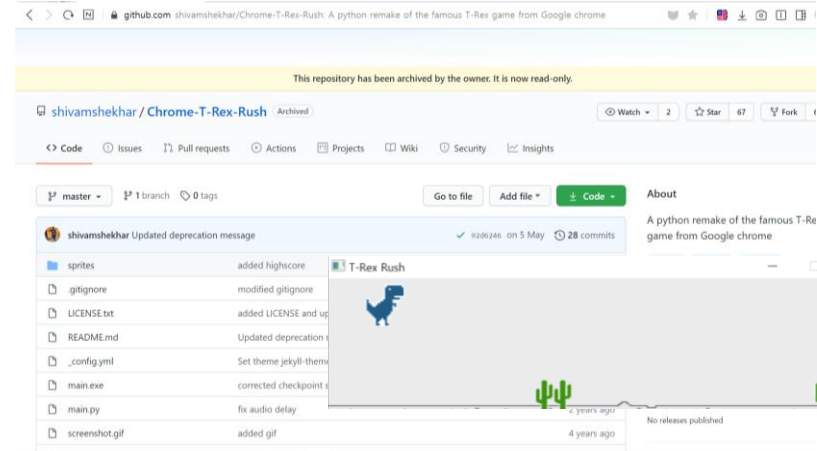 github.com shivamshekhar/Chrome-T-Rex-Rush: A python remake of the famous T-Rex game from Google chrome
This repository has been archived by the owner. It is now read-only.
shivamshekhar / Chrome-T-Rex-Rush Archived
Watch 2 Star 67 Fork
Code Issues Pull requests Actions Projects Wiki Security Insights
master 1 branch 0 tags Go to file Add file Code
About
A python remake of the famous T-Re
game from Google chrome
shivamshekhar Updated deprecation message 92d6246 on 5 May 28 commits
sprites added highscore
T-Rex Rush
.gitignore modified gitignore
LICENSE.txt added LICENSE and up
README.md Updated deprecation
_config.yml Set theme jekyll-them
main.exe corrected checkpoint s
main.py fix audio delay 2 years ago
No releases published
screenshot.gif added gif 4 years ago